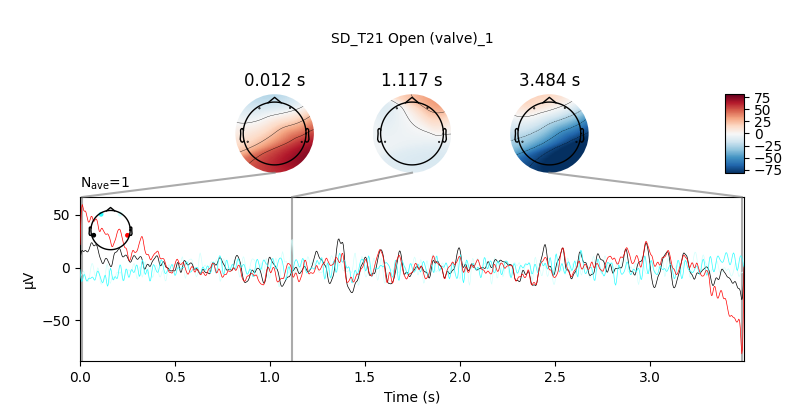 SD_T21 Open (valve)_1
0.012 s 1.117 s 3.484 s
75
50
25
0
−25
−50
−75
Nave=1
50
0
−50
µV
0.0 0.5 1.0 1.5 2.0 2.5 3.0
Time (s)